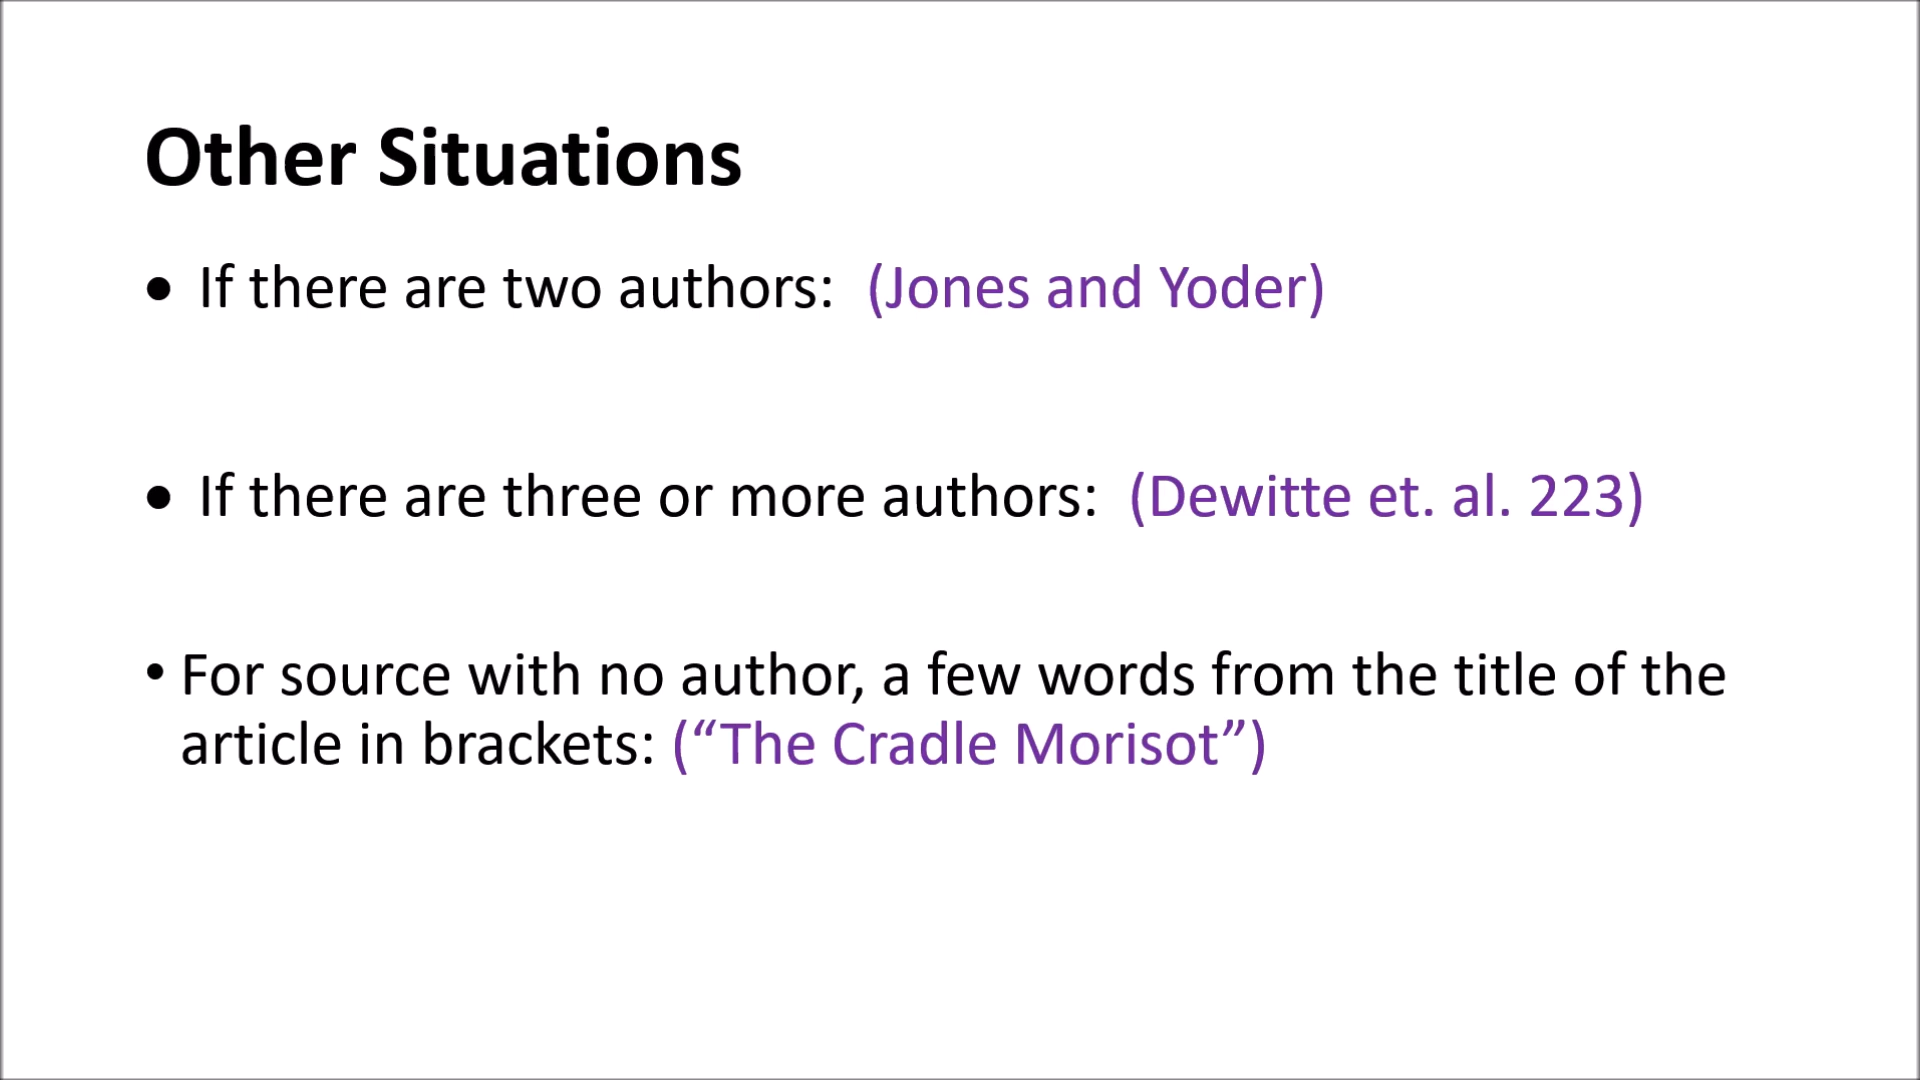 Other Situations
• If there are two authors: (Jones and Yoder)
• If there are three or more authors: (Dewitte et. al. 223)
• For source with no author, a few words from the title of the
article in brackets: (“The Cradle Morisot”)